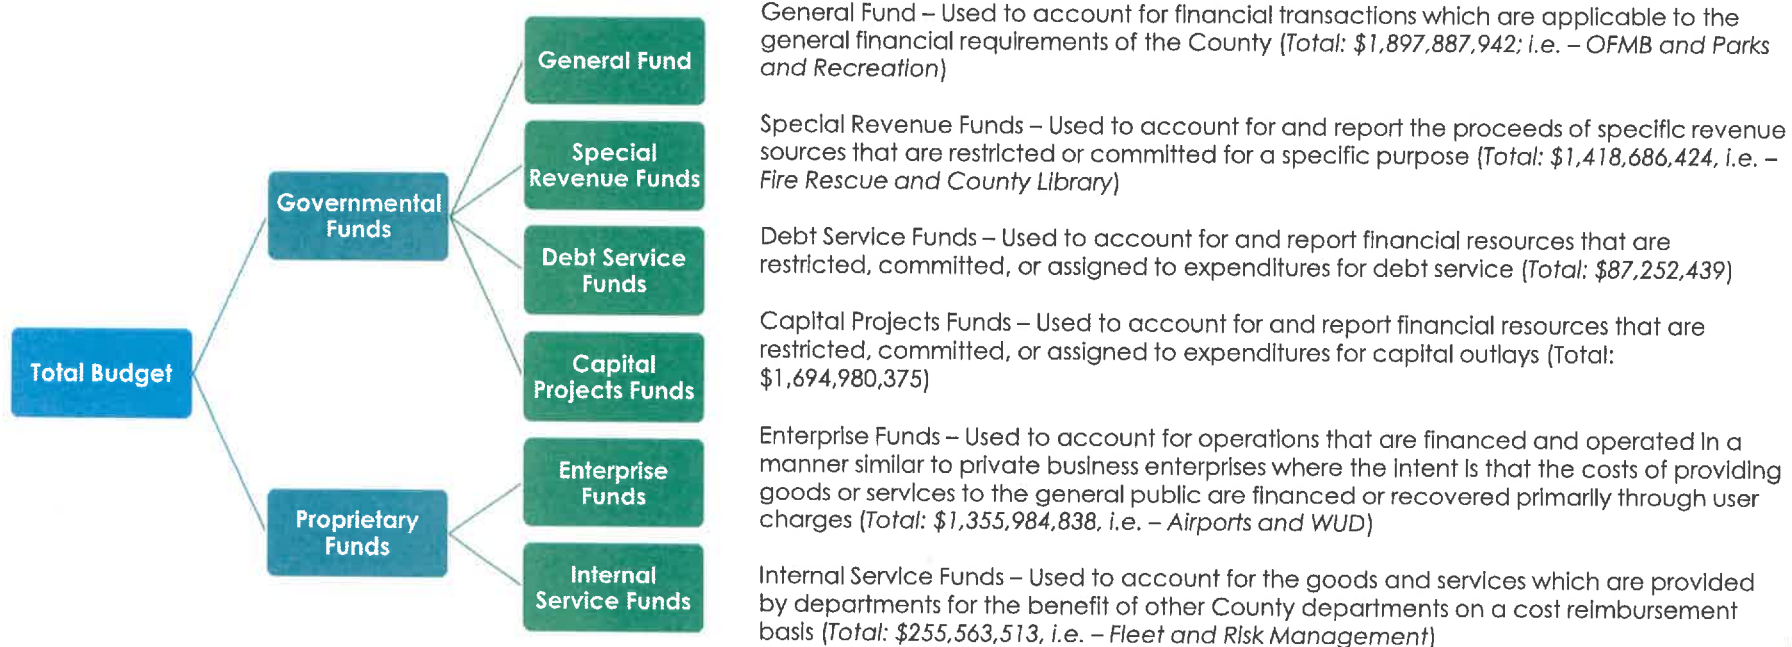 General Fund
Special
Revenue Funds
Governmental
Funds
Debt Service
Funds
Total Budget
Capital
Projects Funds
Enterprise
Funds
Proprietary
Funds
Internal
Service Funds
General Fund – Used to account for financial transactions which are applicable to the
general financial requirements of the County (Total: $1,897,887,942; i.e. – OFMB and Parks
and Recreation)
Special Revenue Funds – Used to account for and report the proceeds of specific revenue
sources that are restricted or committed for a specific purpose (Total: $1,418,686,424, i.e. –
Fire Rescue and County Library)
Debt Service Funds – Used to account for and report financial resources that are
restricted, committed, or assigned to expenditures for debt service (Total: $87,252,439)
Capital Projects Funds – Used to account for and report financial resources that are
restricted, committed, or assigned to expenditures for capital outlays (Total:
$1,694,980,375)
Enterprise Funds – Used to account for operations that are financed and operated in a
manner similar to private business enterprises where the intent is that the costs of providing
goods or services to the general public are financed or recovered primarily through user
charges (Total: $1,355,984,838, i.e. – Airports and WUD)
Internal Service Funds – Used to account for the goods and services which are provided
by departments for the benefit of other County departments on a cost reimbursement
basis (Total: $255,563,513, i.e. – Fleet and Risk Management)